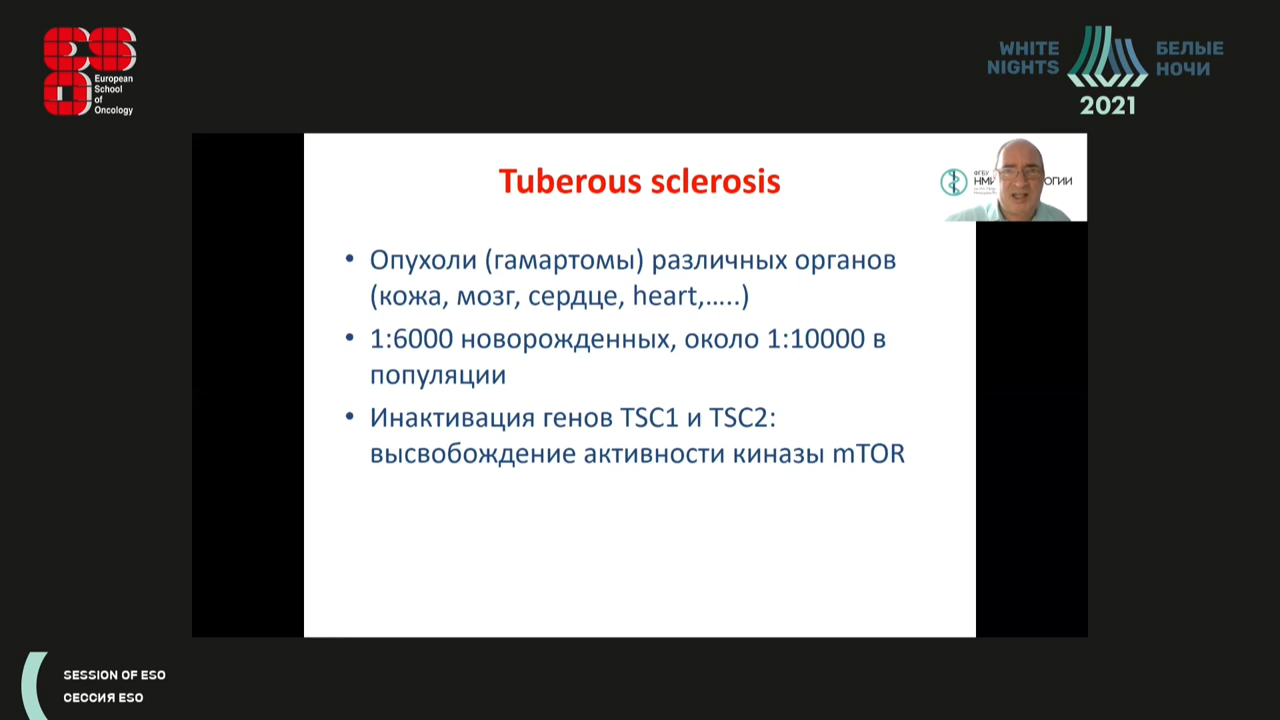 European
School
of
Oncology
WHITE
NIGHTS
БЕЛЫЕ
НОЧИ
2021
Tuberous sclerosis
ФГБУ
• Опухоли (гамартомы) различных органов
(кожа, мозг, сердце, heart,…..)
• 1:6000 новорожденных, около 1:10000 в
популяции
• Инактивация генов TSC1 и TSC2:
высвобождение активности киназы mTOR
SESSION OF ESO
СЕССИЯ ESO